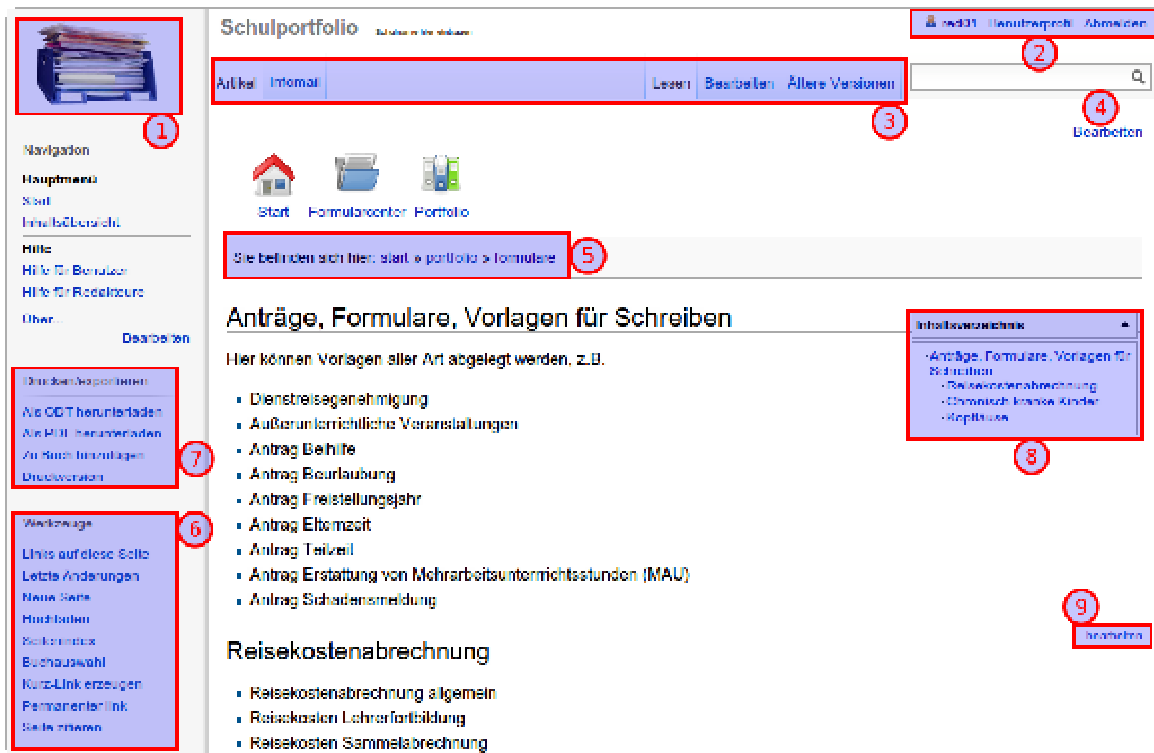 Schulportfolio
red01 Benutzerprofil Abmelden
2
Artikel Infomail Lesen Bearbeiten Ältere Versionen
1
3
4
Bearbeiten
Navigation
Hauptmenü
Start
Inhaltsübersicht
Hilfe
Hilfe für Benutzer
Hilfe für Redakteure
Über...
Bearbeiten
Start Formularcenter Portfolio
Sie befinden sich hier: start » portfolio » formulare
5
Anträge, Formulare, Vorlagen für Schreiben
Hier können Vorlagen aller Art abgelegt werden, z.B.
Dienstreisegenehmigung
Außerunterrichtliche Veranstaltungen
Antrag Beihilfe
Antrag Beurlaubung
Antrag Freistellungsjahr
Antrag Elternzeit
Antrag Teilzeit
Antrag Erstattung von Mehrarbeitsunterrichtsstunden (MAU)
Antrag Schadensmeldung
Inhaltsverzeichnis
Anträge, Formulare, Vorlagen für
Schreiben
Reisekostenabrechnung
Chronisch kranke Kinder
Kopfläuse
8
Drucken/exportieren
Als ODT herunterladen
Als PDF herunterladen
Zu Buch hinzufügen
Druckversion
7
Werkzeuge
6
Links auf diese Seite
Letzte Änderungen
Neue Seite
Hochladen
Seitenindex
Buchauswahl
Kurz-Link erzeugen
Permanenter link
Seite zitieren
9
bearbeiten
Reisekostenabrechnung
Reisekostenabrechnung allgemein
Reisekosten Lehrerfortbildung
Reisekosten Sammelabrechnung